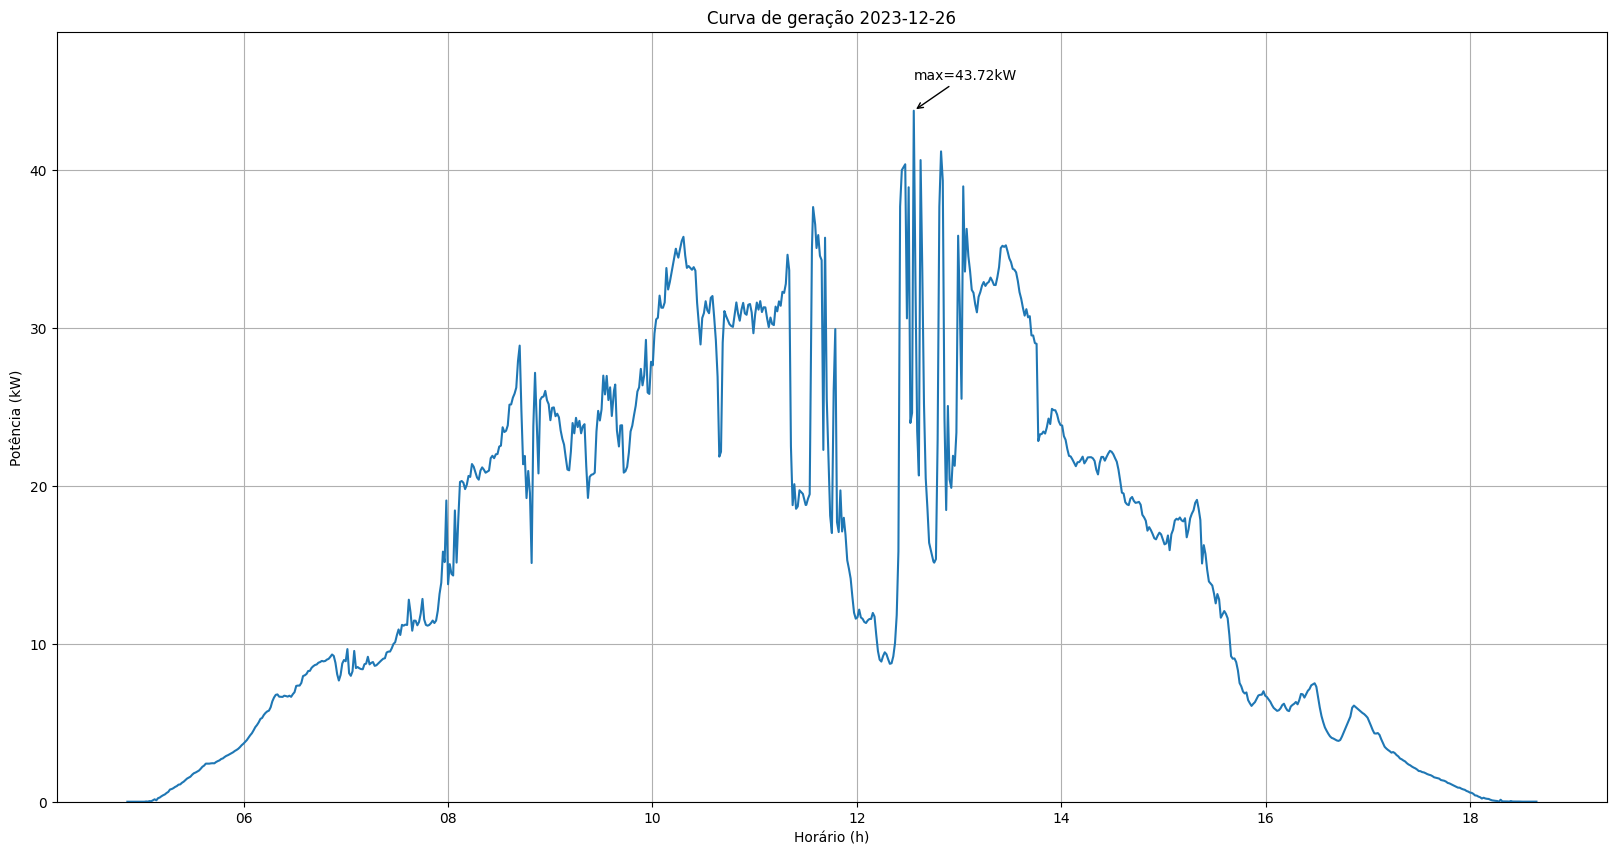 Curva de geração 2023-12-26
max=43.72kW
Potência (kW)
40
30
20
10
0
06 08 10 12 14 16 18
Horário (h)